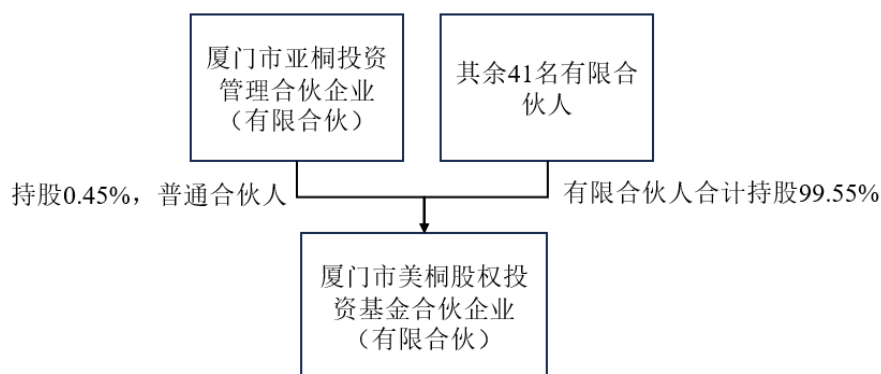 厦门市亚桐投资
管理合伙企业
（有限合伙）
其余41名有限合
伙人
持股0.45%，普通合伙人
有限合伙人合计持股99.55%
厦门市美桐股权投
资基金合伙企业
（有限合伙）